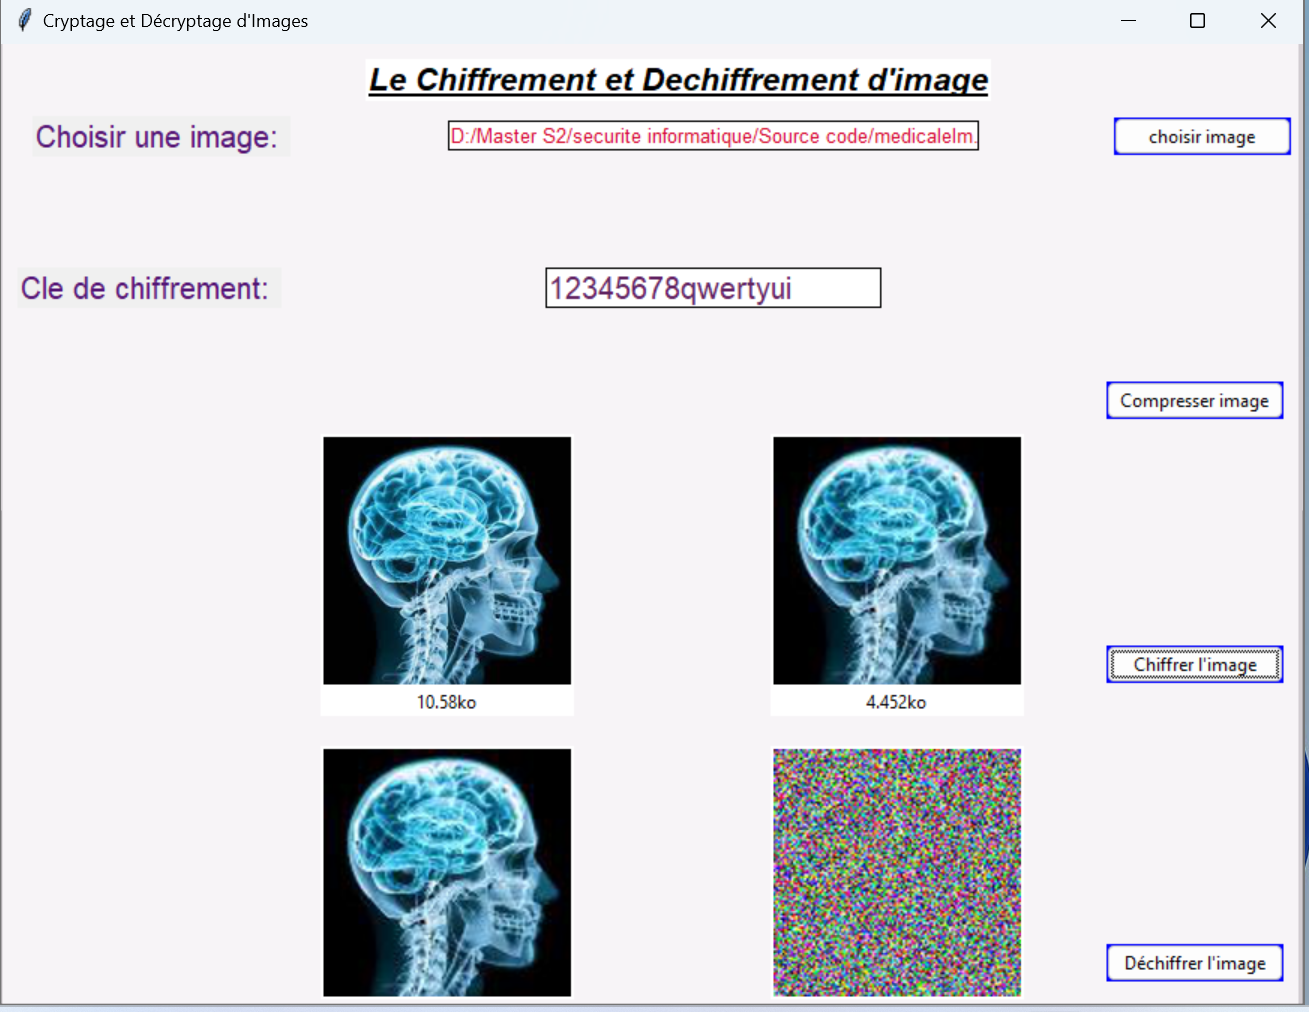 Cryptage et Décryptage d'Images
Le Chiffrement et Dechiffrement d'image
Choisir une image:
D:/Master S2/securite informatique/Source code/medicaleIm.
choisir image
Cle de chiffrement:
12345678qwertyui
Compresser image
10.58ko
4.452ko
Chiffrer l'image
Déchiffrer l'image